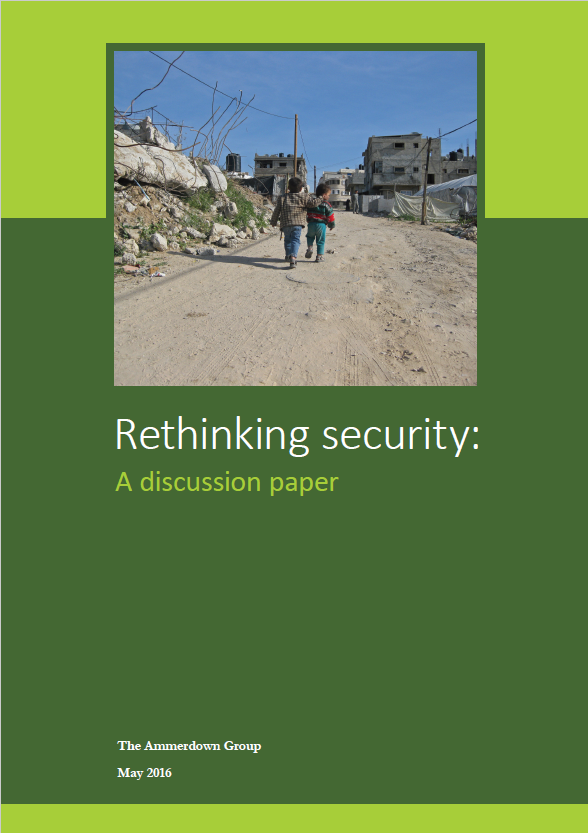 Rethinking security:
A discussion paper
The Ammerdown Group
May 2016